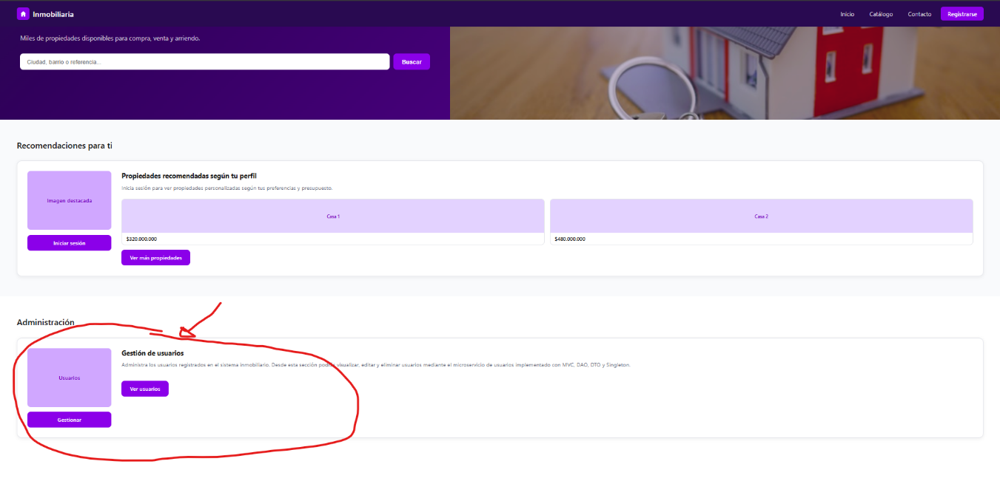 Inmobiliaria
Inicio
Catálogo
Contacto
Registrarse
Miles de propiedades disponibles para compra, venta y arriendo.
Ciudad, barrio o referencia...
Buscar
Recomendaciones para ti
Imagen destacada
Iniciar sesión
Propiedades recomendadas según tu perfil
Inicia sesión para ver propiedades personalizadas según tus preferencias y presupuesto.
Casa 1
$320.000.000
Casa 2
$480.000.000
Ver más propiedades
Administración
Usuarios
Gestionar
Gestión de usuarios
Administra los usuarios registrados en el sistema inmobiliario. Desde esta sección podrás visualizar, editar y eliminar usuarios mediante el microservicio de usuarios implementado con MVC, DAO, DTO y Singleton.
Ver usuarios